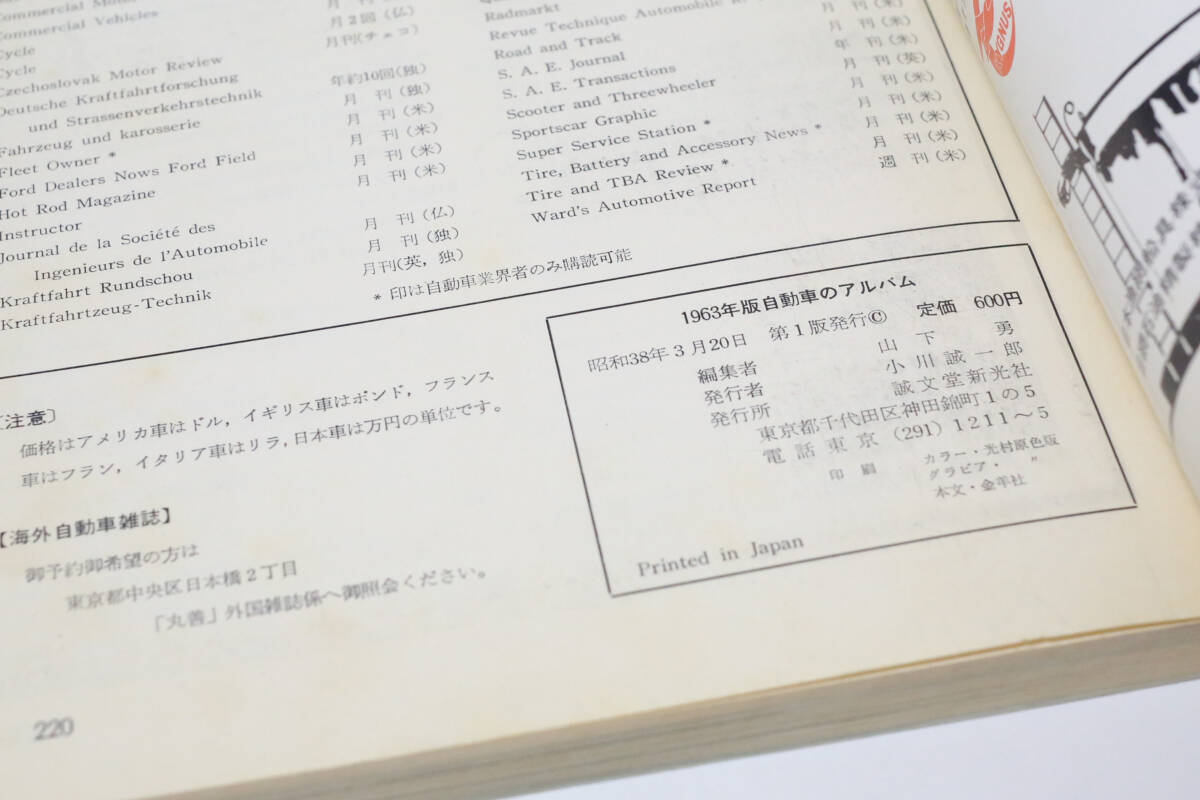 Commercial Vehicles
Cycle
Cycle
Czechoslovak Motor Review
Deutsche Kraftfahrtforschung
und Strassenverkehrstechnik
Fahrzeug und karosserie
Fleet Owner *
Ford Dealers Nows Ford Field
Hot Rod Magazine
Instructor
Journal de la Société des
Ingenieurs de l'Automobile
Kraftfahrt Rundschou
Kraftfahrtzeug-Technik
月2回(仏)
月刊(チェコ)
年約10回(独)
月 刊(独)
月 刊(米)
月 刊(米)
月 刊(米)
月 刊(米)
月 刊(仏)
月 刊(独)
月刊(英,独)
Radmarkt
Revue Technique Automobile
Road and Track
S. A. E. Journal
S. A. E. Transactions
Scooter and Threewheeler
Sportscar Graphic
Super Service Station *
Tire, Battery and Accessory News *
Tire and TBA Review *
Ward's Automotive Report
月 刊(米)
月 刊(米)
年 刊(米)
月 刊(英)
月 刊(米)
月 刊(米)
月 刊(米)
月 刊(米)
週 刊(米)
* 印は自動車業界者のみ購読可能
〔注意〕
価格はアメリカ車はドル,イギリス車はポンド,フランス
車はフラン,イタリア車はリラ,日本車は万円の単位です。
【海外自動車雑誌】
御予約御希望の方は
東京都中央区日本橋2丁目
「丸善」外国雑誌係へ御照会ください。
1963年版自動車のアルバム
昭和38年3月20日 第1版発行© 定価 600円
編集者 山下 勇
発行者 小川誠一郎
発行所 誠文堂新光社
東京都千代田区神田錦町1の5
電話東京(291)1211~5
印刷 カラー・光村原色版
グラビア・ 〃
本文・金羊社
Printed in Japan
220